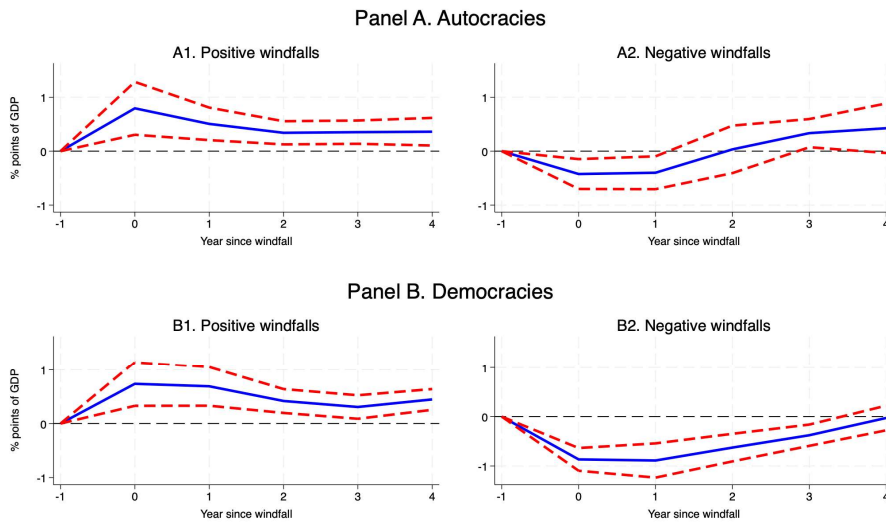 Panel A. Autocracies
A1. Positive windfalls
A2. Negative windfalls
% points of GDP
1
0
-1
-1 0 1 2 3 4
Year since windfall
1
0
-1
-1 0 1 2 3 4
Year since windfall
Panel B. Democracies
B1. Positive windfalls
B2. Negative windfalls
% points of GDP
1
0
-1
-1 0 1 2 3 4
Year since windfall
1
0
-1
-1 0 1 2 3 4
Year since windfall